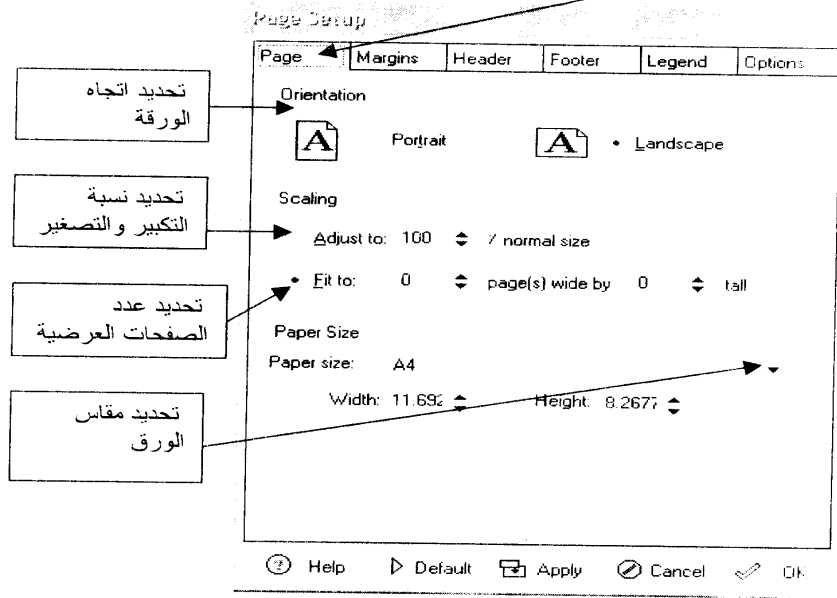 Page Setup
Page Margins Header Footer Legend Options
تحديد اتجاه
الورقة
Orientation
A Portrait A • Landscape
تحديد نسبة
التكبير والتصغير
Scaling
Adjust to: 100 % normal size
• Fit to: 0 page(s) wide by 0 tall
تحديد عدد
الصفحات العرضية
Paper Size
Paper size: A4
Width: 11.692 Height: 8.2677
تحديد مقاس
الورق
Help Default Apply Cancel OK